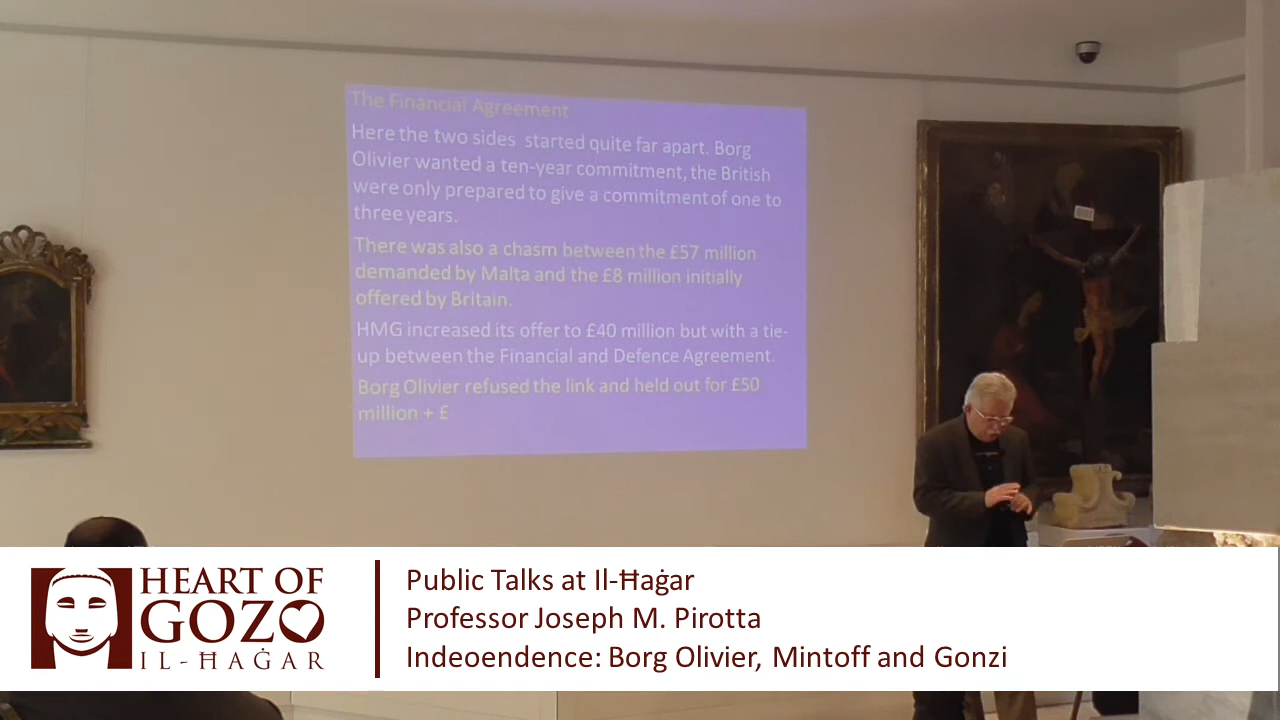 The Financial Agreement
Here the two sides started quite far apart. Borg
Olivier wanted a ten-year commitment, the British
were only prepared to give a commitment of one to
three years.
There was also a chasm between the £57 million
demanded by Malta and the £8 million initially
offered by Britain.
HMG increased its offer to £40 million but with a tie-
up between the Financial and Defence Agreement.
Borg Olivier refused the link and held out for £50
million + £
HEART OF
GOZO
IL-ĦAĠAR
Public Talks at Il-Ħaġar
Professor Joseph M. Pirotta
Indeoendence: Borg Olivier, Mintoff and Gonzi